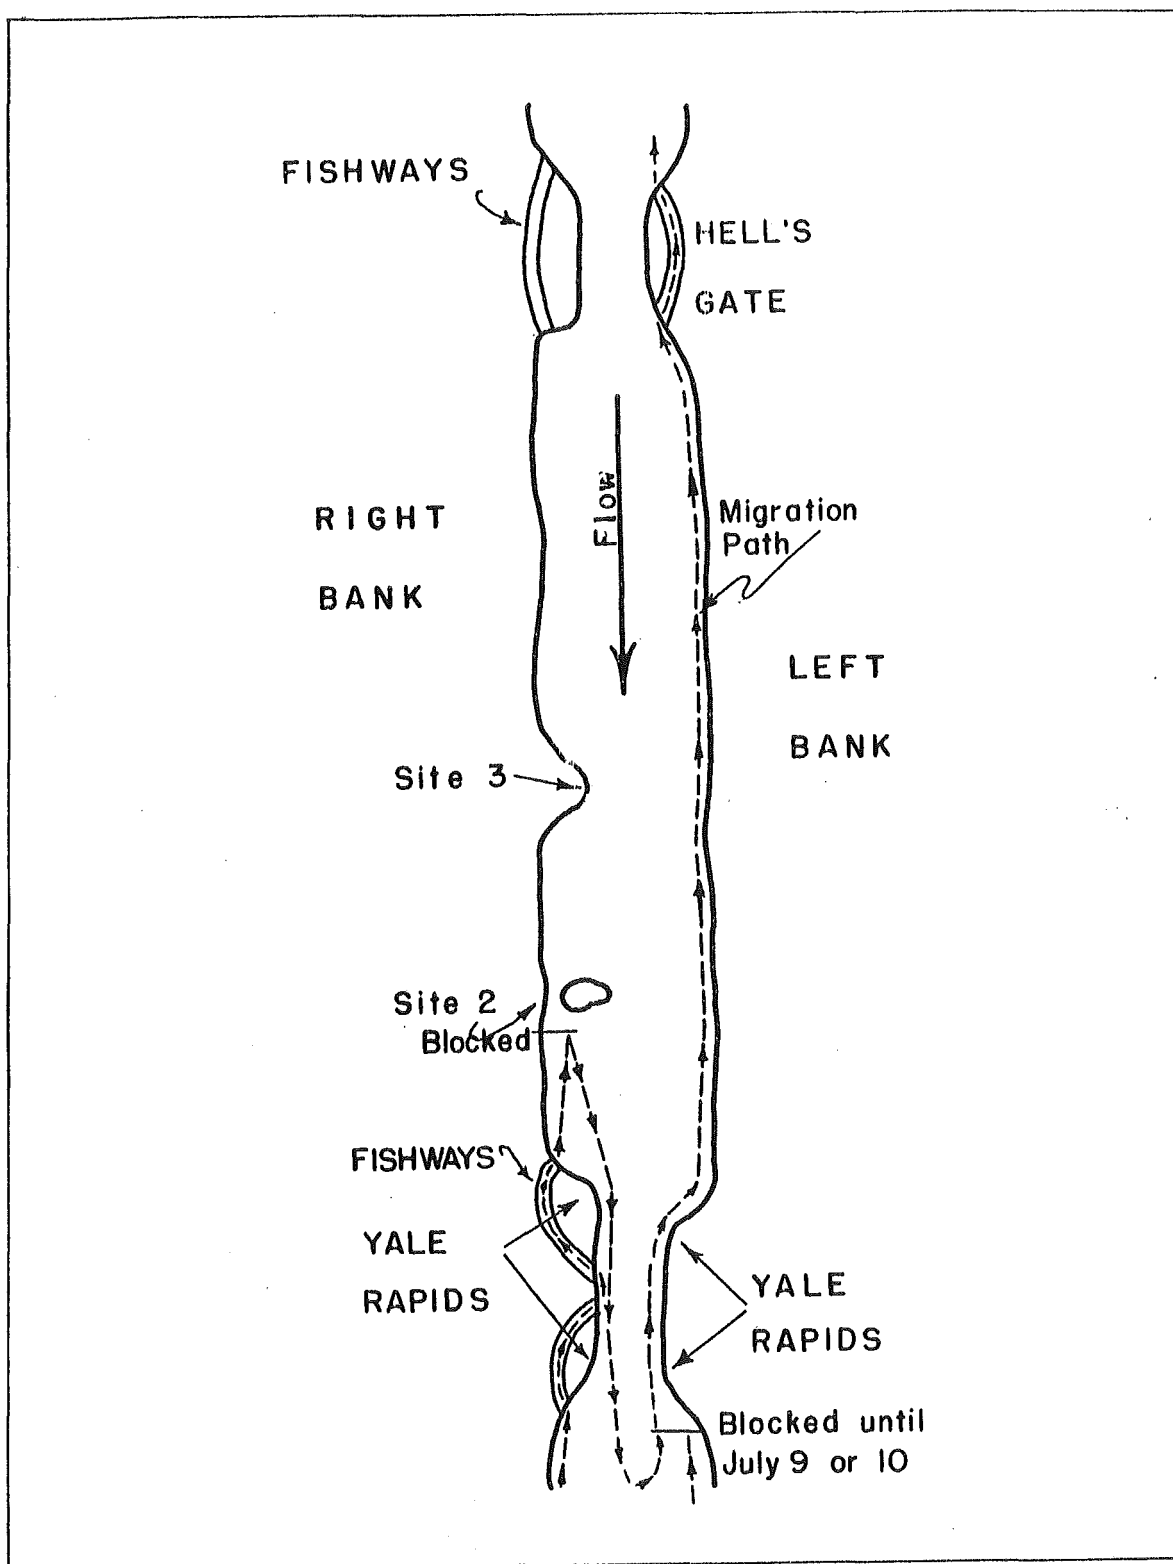 FISHWAYS
HELL'S
GATE
Flow
Migration
Path
RIGHT
BANK
LEFT
BANK
Site 3
Site 2
Blocked
FISHWAYS
YALE
RAPIDS
YALE
RAPIDS
Blocked until
July 9 or 10